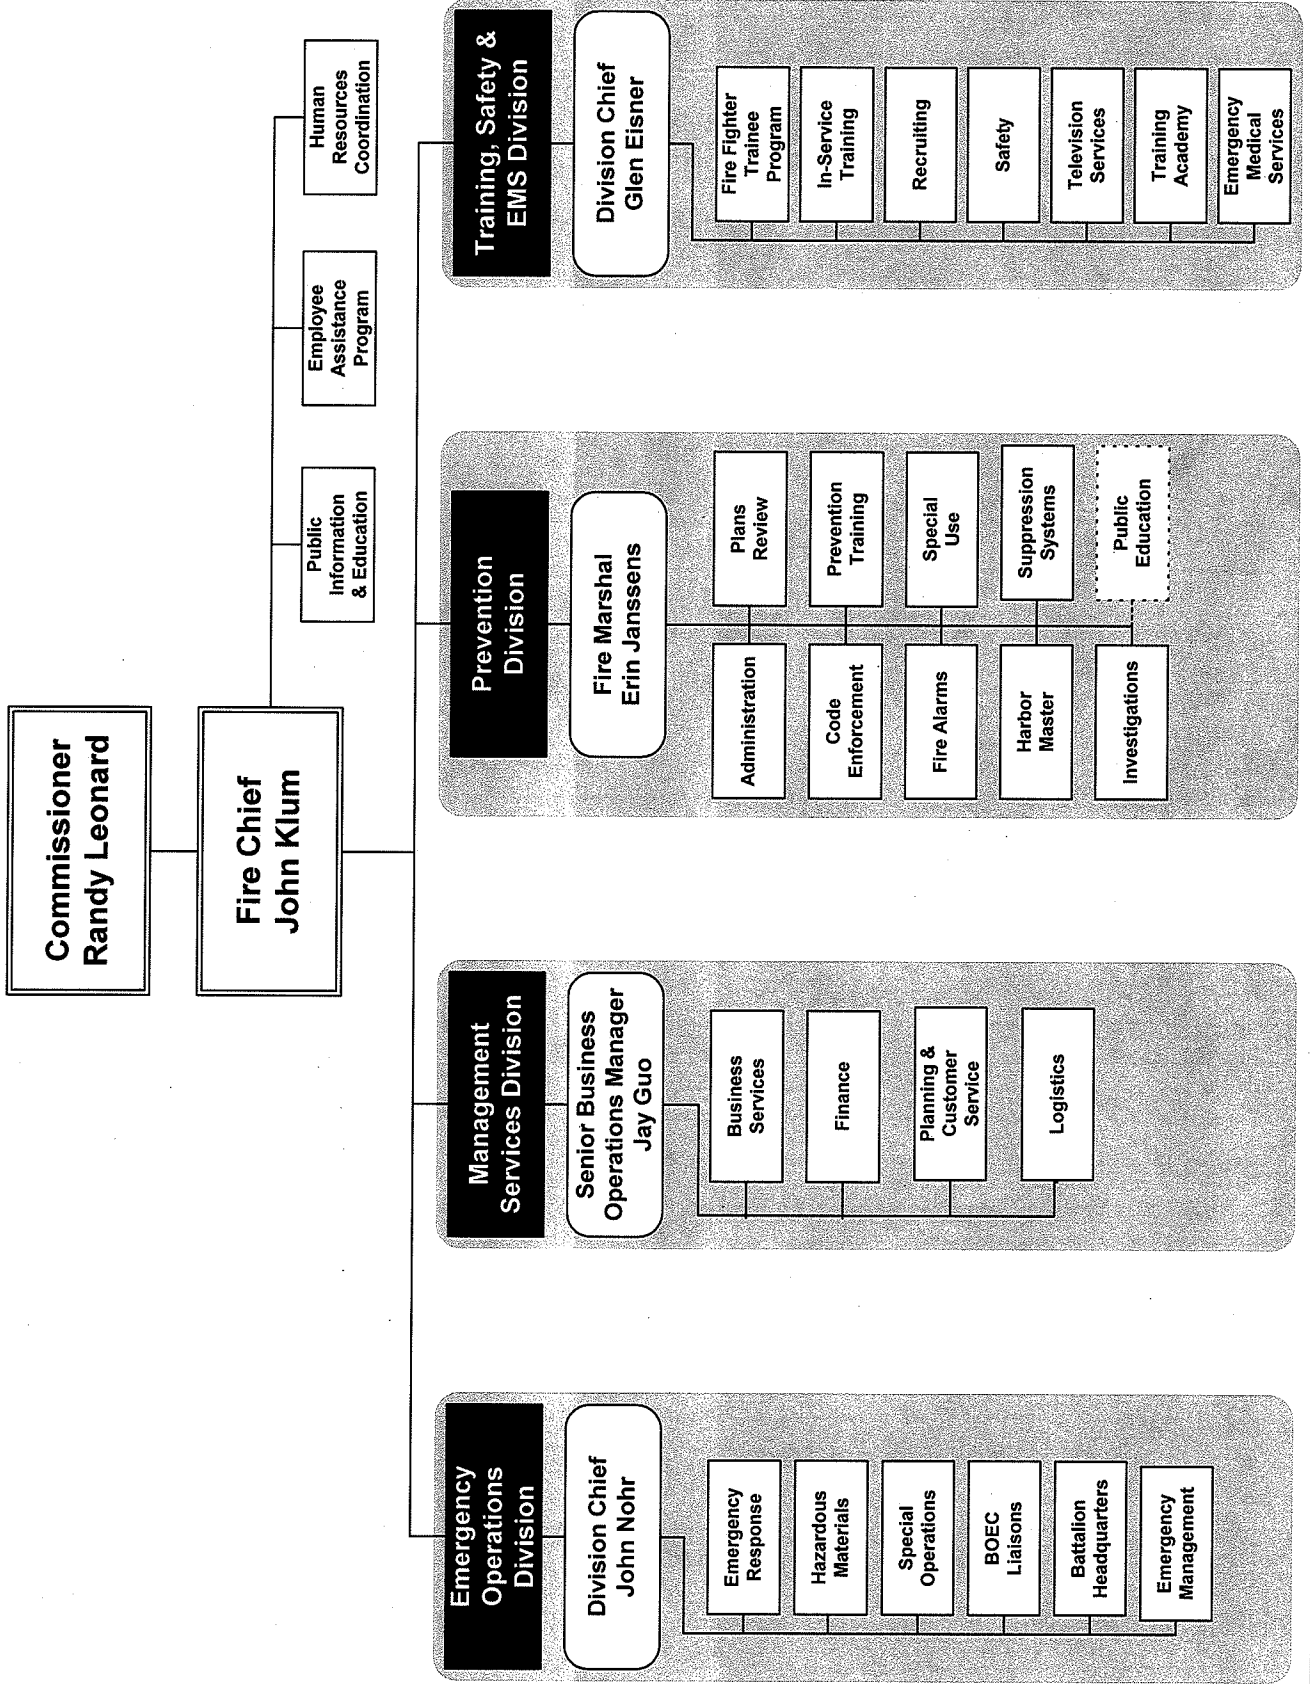 Commissioner
Randy Leonard
Fire Chief
John Klum
Public
Information
& Education
Employee
Assistance
Program
Human
Resources
Coordination
Emergency
Operations
Division
Division Chief
John Nohr
Emergency
Response
Hazardous
Materials
Special
Operations
BOEC
Liaisons
Battalion
Headquarters
Emergency
Management
Management
Services Division
Senior Business
Operations Manager
Jay Guo
Business
Services
Finance
Planning &
Customer
Service
Logistics
Prevention
Division
Fire Marshal
Erin Janssens
Administration
Plans
Review
Code
Enforcement
Prevention
Training
Fire Alarms
Special
Use
Harbor
Master
Suppression
Systems
Investigations
Public
Education
Training, Safety &
EMS Division
Division Chief
Glen Eisner
Fire Fighter
Trainee
Program
In-Service
Training
Recruiting
Safety
Television
Services
Training
Academy
Emergency
Medical
Services